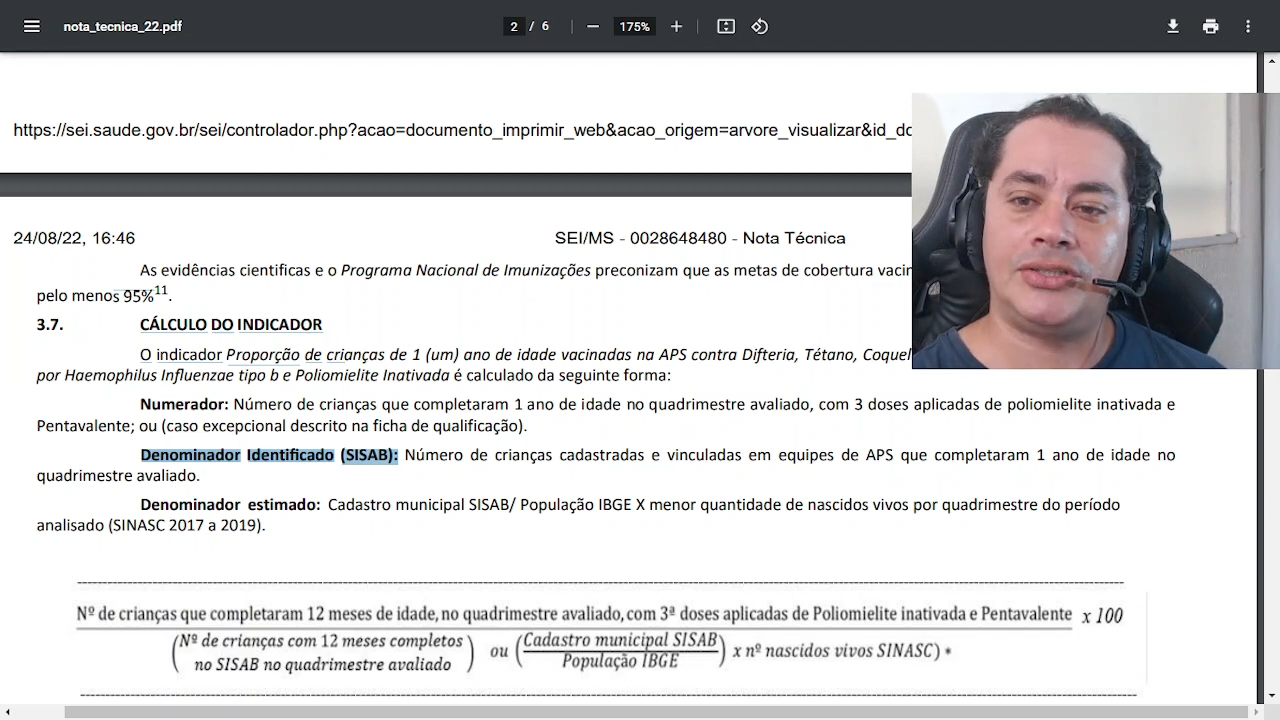 nota_tecnica_22.pdf
2 / 6
175%
https://sei.saude.gov.br/sei/controlador.php?acao=documento_imprimir_web&acao_origem=arvore_visualizar&id_do
24/08/22, 16:46
SEI/MS - 0028648480 - Nota Técnica
As evidências cientificas e o Programa Nacional de Imunizações preconizam que as metas de cobertura
pelo menos 95%11.
3.7. CÁLCULO DO INDICADOR
O indicador Proporção de crianças de 1 (um) ano de idade vacinadas na APS contra Difteria, Tétano,
por Haemophilus Influenzae tipo b e Poliomielite Inativada é calculado da seguinte forma:
Numerador: Número de crianças que completaram 1 ano de idade no quadrimestre avaliado, com 3 doses aplicadas de poliomielite inativada e
Pentavalente; ou (caso excepcional descrito na ficha de qualificação).
Denominador Identificado (SISAB): Número de crianças cadastradas e vinculadas em equipes de APS que completaram 1 ano de idade no
quadrimestre avaliado.
Denominador estimado: Cadastro municipal SISAB/ População IBGE X menor quantidade de nascidos vivos por quadrimestre do período
analisado (SINASC 2017 a 2019).
Nº de crianças que completaram 12 meses de idade, no quadrimestre avaliado, com 3ª doses aplicadas de Poliomielite inativada e Pentavalente x 100
(Nº de crianças com 12 meses completos
no SISAB no quadrimestre avaliado)
ou (Cadastro municipal SISAB
População IBGE) x nº nascidos vivos SINASC) *